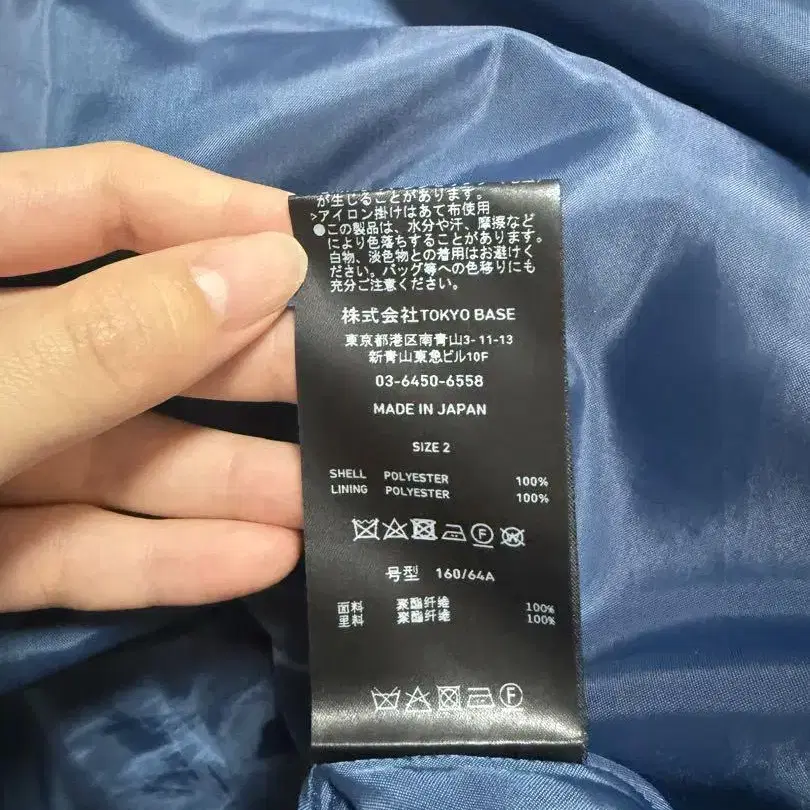 が生じることがあります。
>アイロン掛けはあて布使用
●この製品は、水分や汗、摩擦など
により色落ちすることがあります。
白物、淡色物との着用はお避けく
ださい。バッグ等への色移りにも
充分ご注意ください。
株式会社TOKYO BASE
東京都港区南青山3-11-13
新青山東急ビル10F
03-6450-6558
MADE IN JAPAN
SIZE 2
SHELL POLYESTER 100%
LINING POLYESTER 100%
号型 160/64A
面料 聚酯纤维 100%
里料 聚酯纤维 100%